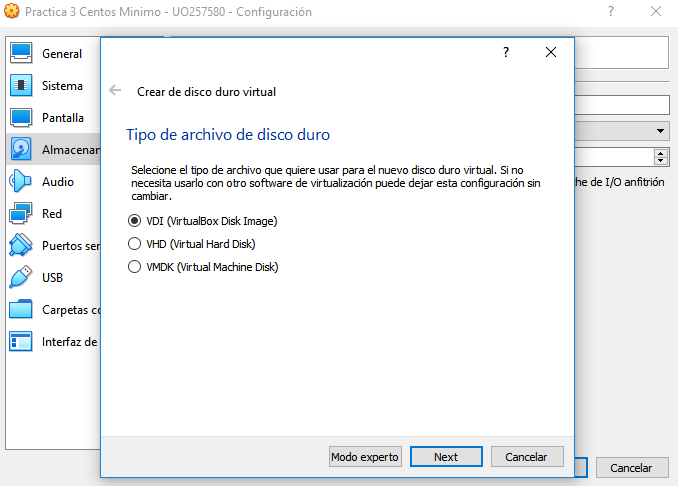 Practica 3 Centos Minimo - UO257580 - Configuración
?
General
Sistema
Pantalla
Almacenar
Audio
Red
Puertos ser
USB
Carpetas co
Interfaz de
?
Crear de disco duro virtual
Tipo de archivo de disco duro
Seleccione el tipo de archivo que quiere usar para el nuevo disco duro virtual. Si no
necesita usarlo con otro software de virtualización puede dejar esta configuración sin
cambiar.
VDI (VirtualBox Disk Image)
VHD (Virtual Hard Disk)
VMDK (Virtual Machine Disk)
he de I/O anfitrión
Modo experto
Next
Cancelar
Cancelar